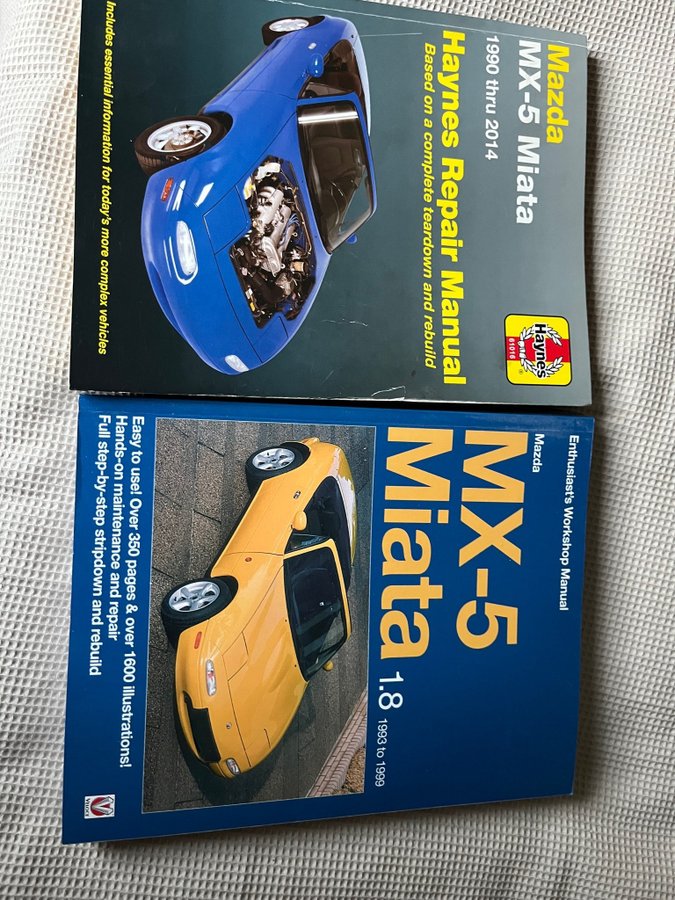 Mazda
MX-5 Miata
1990 thru 2014
Haynes Repair Manual
Based on a complete teardown and rebuild
Haynes
61016
Includes essential information for today's more complex vehicles
Enthusiast's Workshop Manual
Mazda
MX-5
Miata 1.8 1993 to 1999
Easy to use! Over 350 pages & over 1600 illustrations!
Hands-on maintenance and repair
Full step-by-step stripdown and rebuild
VELOCE